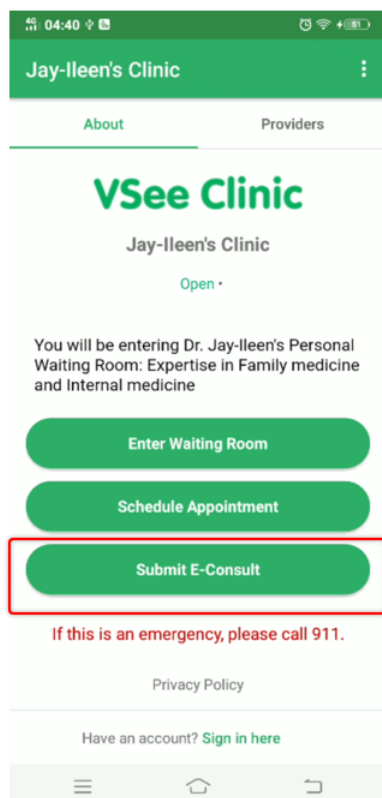 4G 04:40 51
Jay-Ileen's Clinic
About Providers
VSee Clinic
Jay-Ileen's Clinic
Open •
You will be entering Dr. Jay-Ileen's Personal
Waiting Room: Expertise in Family medicine
and Internal medicine
Enter Waiting Room
Schedule Appointment
Submit E-Consult
If this is an emergency, please call 911.
Privacy Policy
Have an account? Sign in here